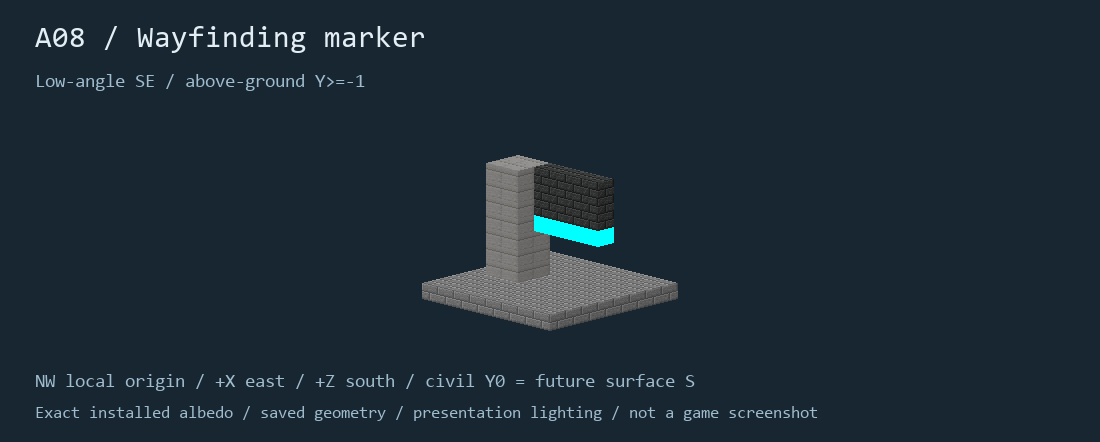 A08 / Wayfinding marker
Low-angle SE / above-ground Y>=-1
NW local origin / +X east / +Z south / civil Y0 = future surface S
Exact installed albedo / saved geometry / presentation lighting / not a game screenshot